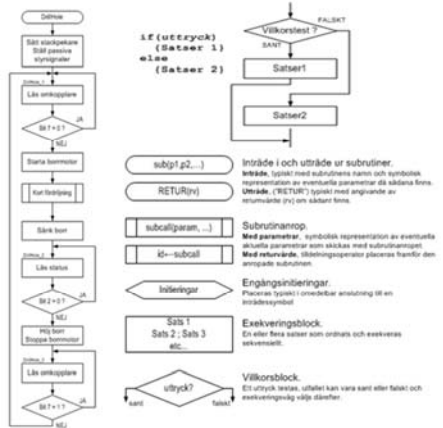 Drillmole
Sätt stackpekare
Ställ passiva
styrsignaler
Läs omkopplare
Bit 7 = 0 ?
JA
NEJ
Starta borrmotor
Kort fördröjning
Sänk borr
Läs status
Bit 2 = 0 ?
JA
NEJ
Höj borr
Stoppa borrmotor
Läs omkopplare
Bit 7 = 1 ?
JA
NEJ
if(uttryck)
{Satser 1}
else
{Satser 2}
Villkorstest ?
FALSKT
SANT
Satser1
Satser2
sub(p1,p2,...)
RETUR(rv)
Inträde i och utträde ur subrutiner.
Inträde, typiskt med subrutinens namn och symbolisk
representation av eventuella parametrar då sådana finns.
Utträde, ("RETUR") typiskt med angivande av
returvärde (rv) om sådant finns.
subcall(param, ...)
id←subcall
Subrutinanrop.
Med parametrar, symbolisk representation av eventuella
aktuella parametrar som skickas med subrutinanropet.
Med returvärde, tilldelningsoperator placeras framför den
anropade subrutinen.
Initieringar
Engångsinitieringar.
Placeras typiskt i omedelbar anslutning till en
inträdessymbol
Sats 1
Sats 2 ; Sats 3
etc...
Exekveringsblock.
En eller flera satser som ordnats och exekveras
sekvensiellt.
uttryck?
sant
falskt
Villkorsblock.
Ett uttryck testas, utfallet kan vara sant eller falskt och
exekveringsväg väljs därefter.